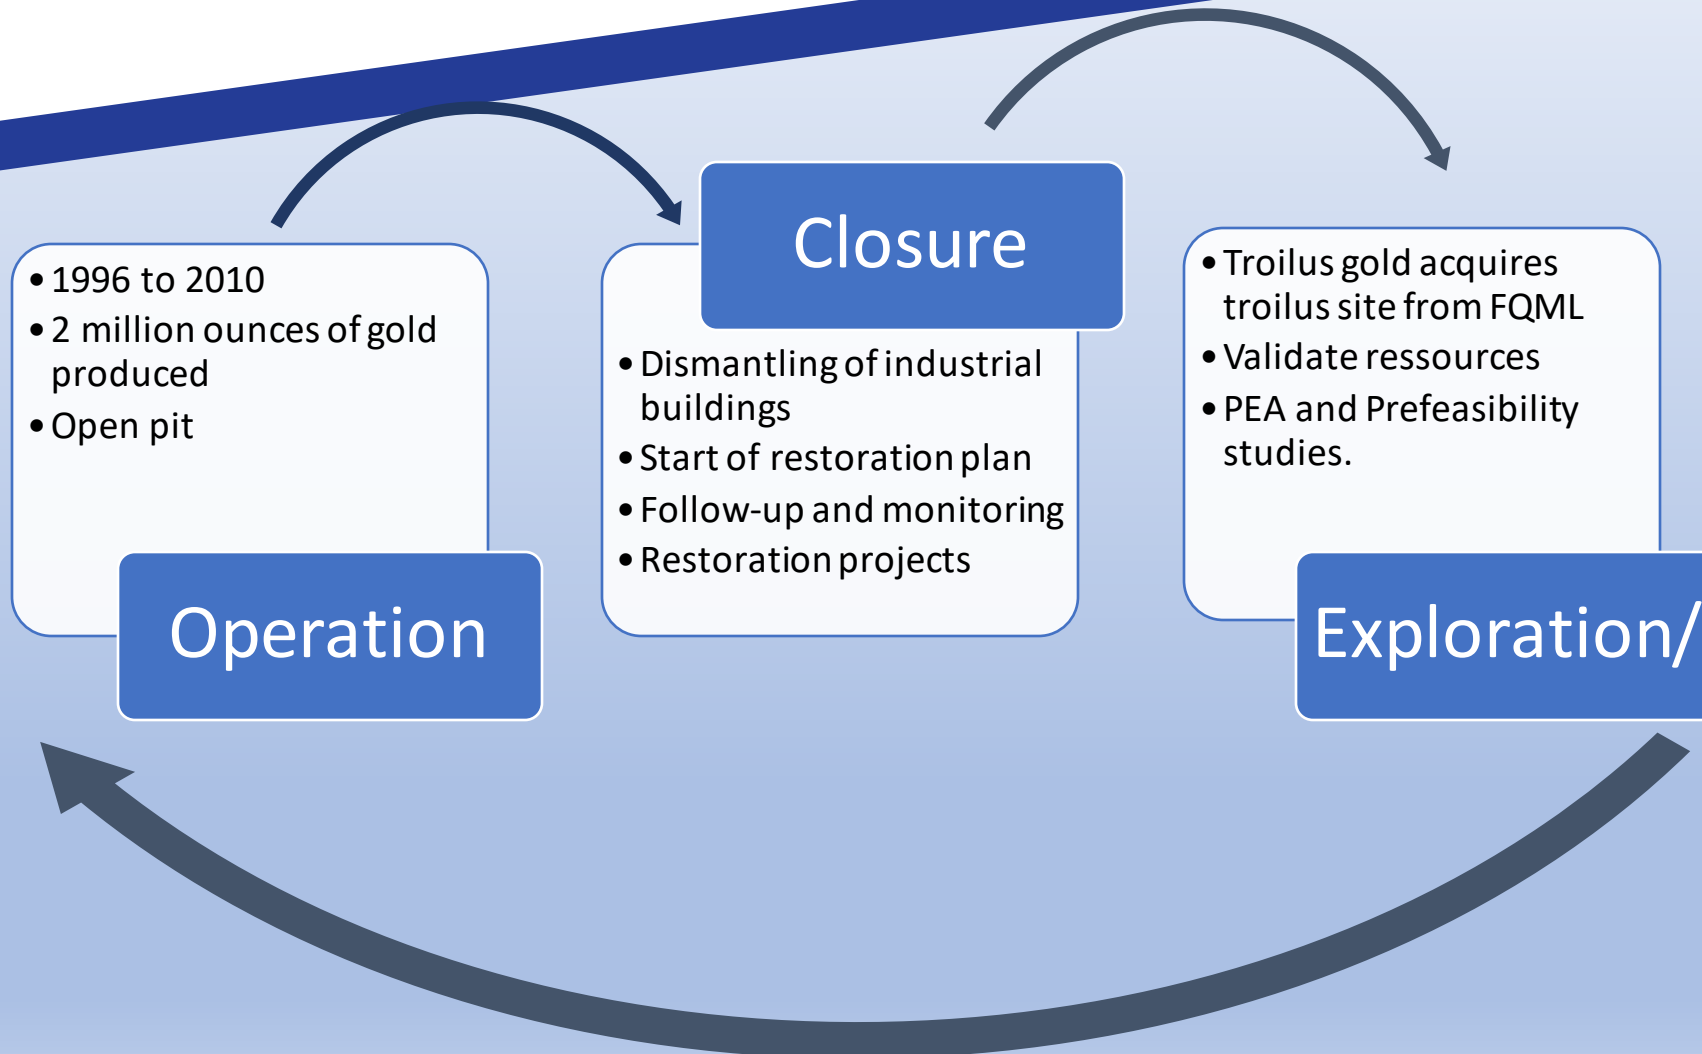 • 1996 to 2010
• 2 million ounces of gold
produced
• Open pit
Operation
Closure
• Dismantling of industrial
buildings
• Start of restoration plan
• Follow-up and monitoring
• Restoration projects
• Troilus gold acquires
troilus site from FQML
• Validate ressources
• PEA and Prefeasibility
studies.
Exploration/